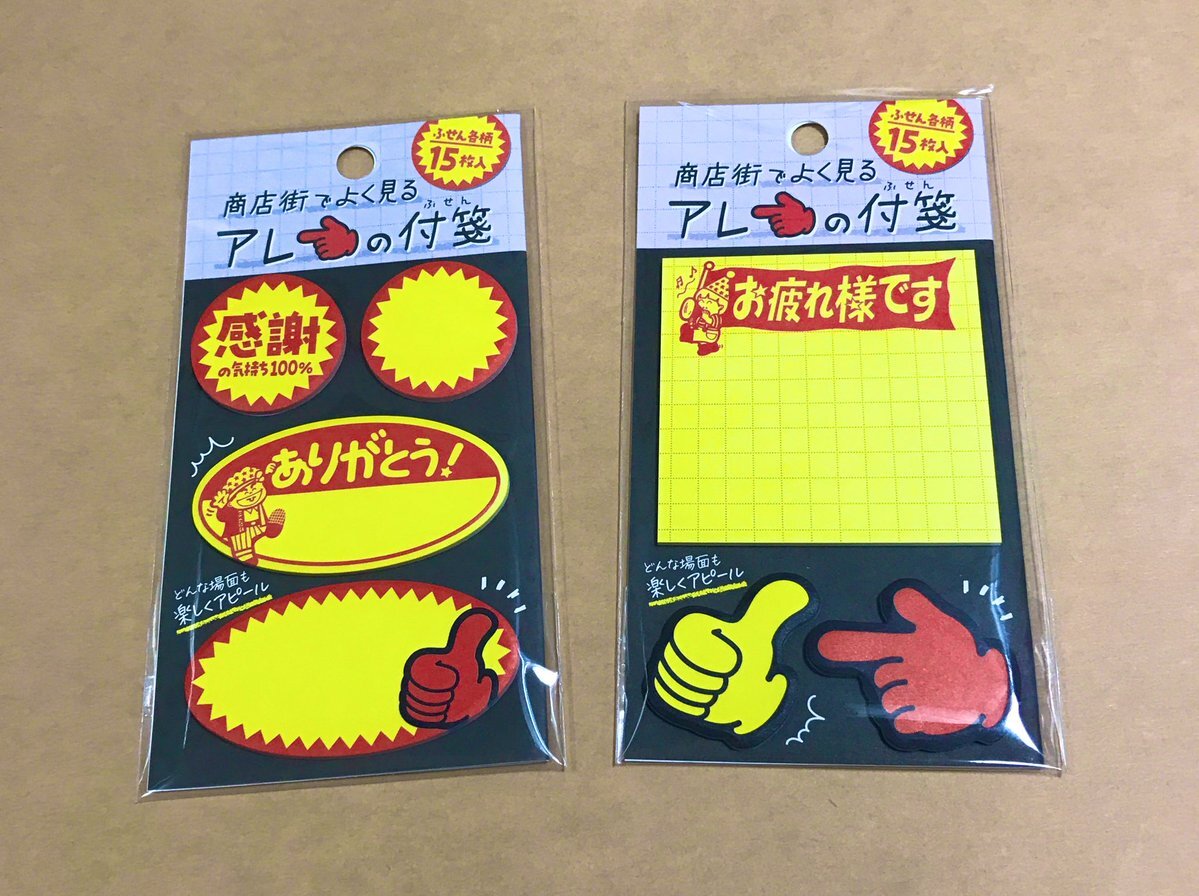 ふせん各柄
15枚入
商店街でよく見る
ふせん
アレの付箋
感謝
の気持ち100%
ありがとう!
どんな場面も
楽しくアピール
ふせん各柄
15枚入
商店街でよく見る
ふせん
アレの付箋
お疲れ様です
どんな場面も
楽しくアピール